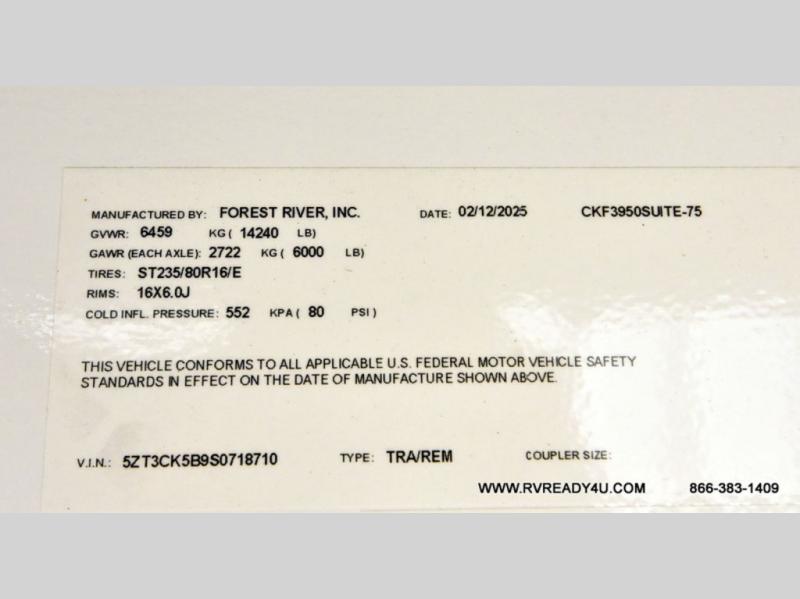 MANUFACTURED BY: FOREST RIVER, INC. DATE: 02/12/2025 CKF3950SUITE-75
GVWR: 6459 KG ( 14240 LB)
GAWR (EACH AXLE): 2722 KG ( 6000 LB)
TIRES: ST235/80R16/E
RIMS: 16X6.0J
COLD INFL. PRESSURE: 552 KPA ( 80 PSI )
THIS VEHICLE CONFORMS TO ALL APPLICABLE U.S. FEDERAL MOTOR VEHICLE SAFETY
STANDARDS IN EFFECT ON THE DATE OF MANUFACTURE SHOWN ABOVE.
V.I.N.: 5ZT3CK5B9S0718710 TYPE: TRA/REM COUPLER SIZE:
WWW.RVREADY4U.COM 866-383-1409